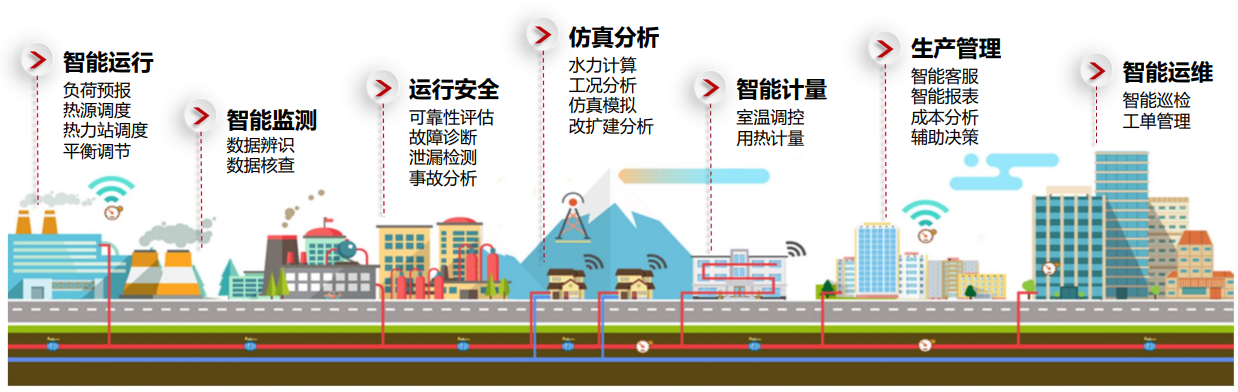 智能运行
负荷预报
热源调度
热力站调度
平衡调节
智能监测
数据辨识
数据核查
运行安全
可靠性评估
故障诊断
泄漏检测
事故分析
仿真分析
水力计算
工况分析
仿真模拟
改扩建分析
智能计量
室温调控
用热计量
生产管理
智能客服
智能报表
成本分析
辅助决策
智能运维
智能巡检
工单管理